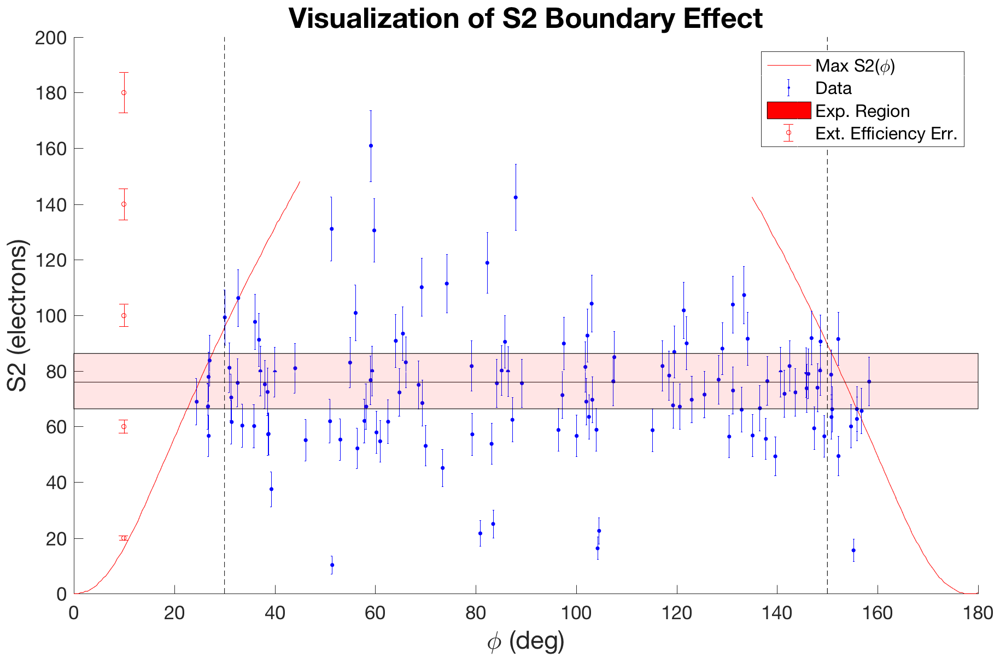 Visualization of S2 Boundary Effect
200
180
160
140
120
100
80
60
40
20
0
S2 (electrons)
Max S2(ϕ)
Data
Exp. Region
Ext. Efficiency Err.
0 20 40 60 80 100 120 140 160 180
ϕ (deg)